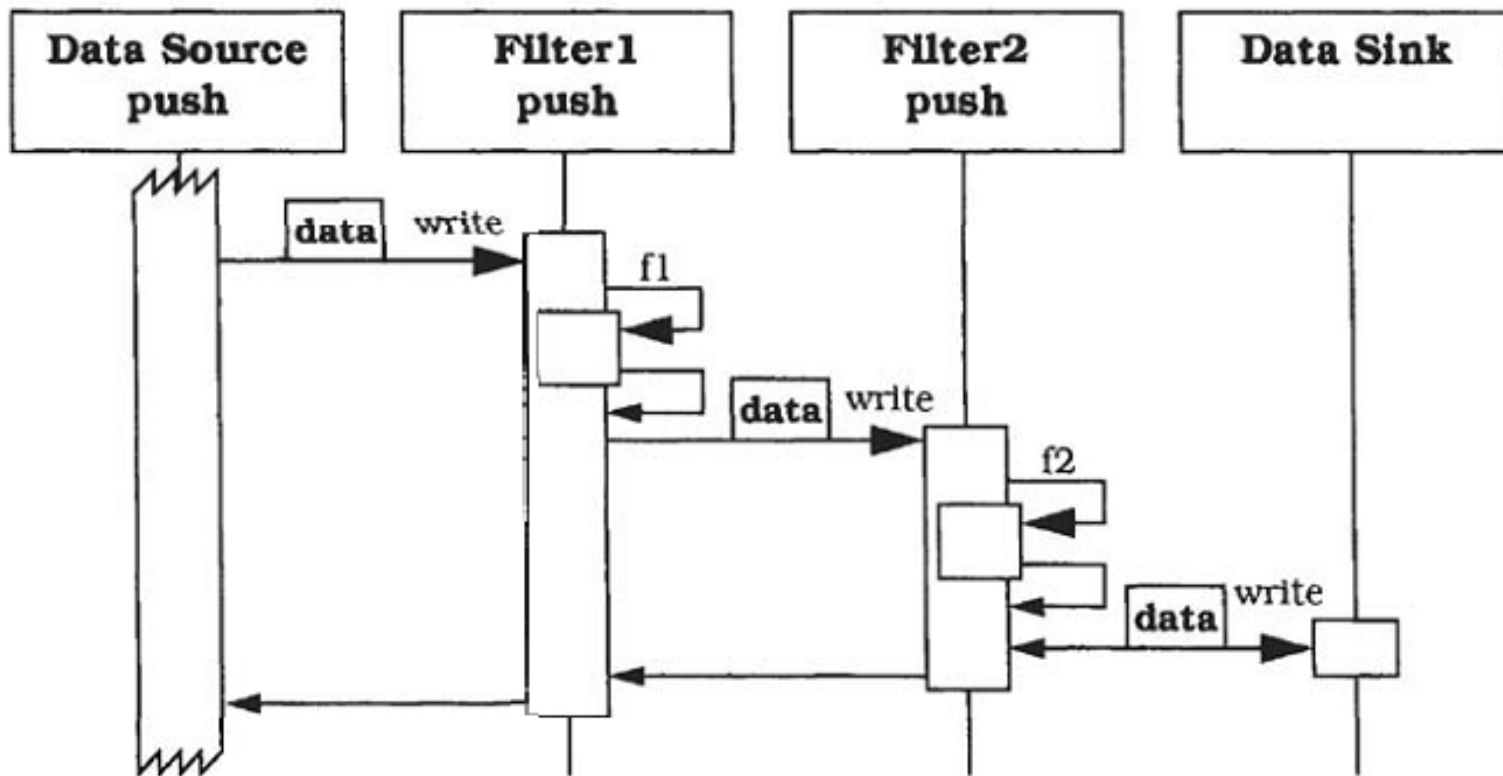 Data Source
push
Filter1
push
Filter2
push
Data Sink
data
write
f1
data
write
f2
data
write